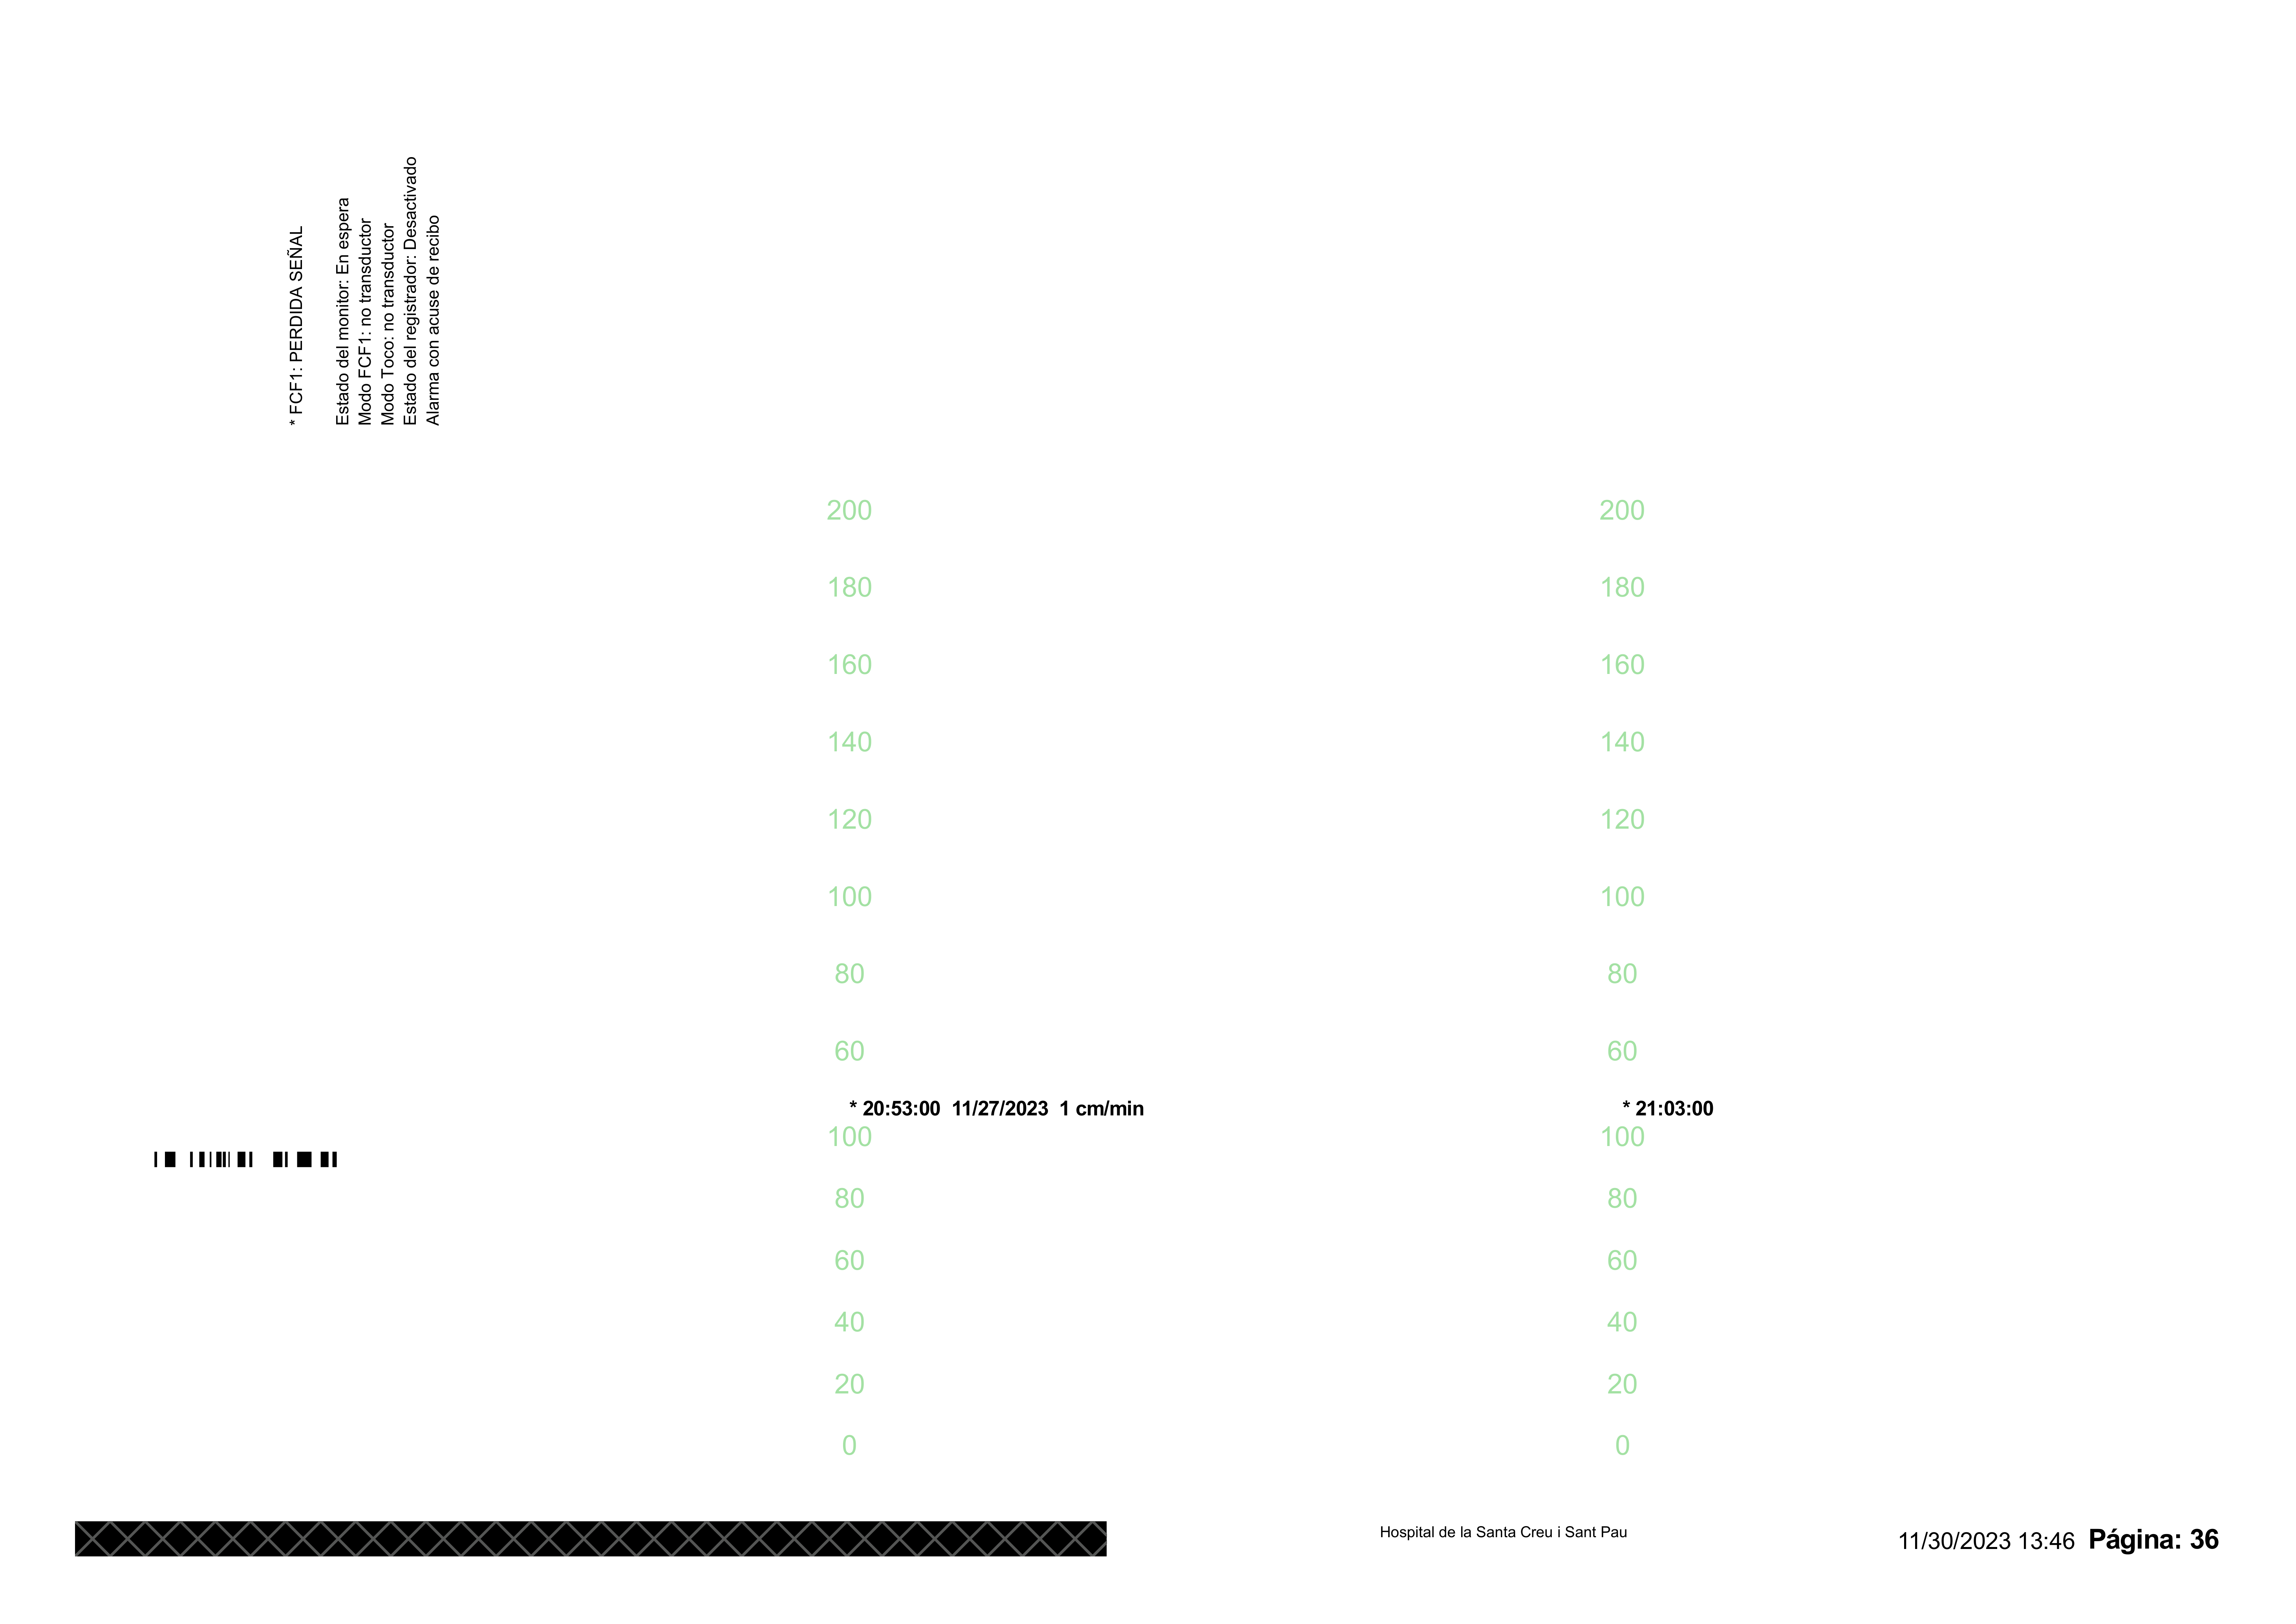 * FCF1: PERDIDA SEÑAL
Estado del monitor: En espera
Modo FCF1: no transductor
Modo Toco: no transductor
Estado del registrador: Desactivado
Alarma con acuse de recibo
200 200
180 180
160 160
140 140
120 120
100 100
80 80
60 60
* 20:53:00 11/27/2023 1 cm/min * 21:03:00
100 100
80 80
60 60
40 40
20 20
0 0
Hospital de la Santa Creu i Sant Pau
11/30/2023 13:46 Página: 36